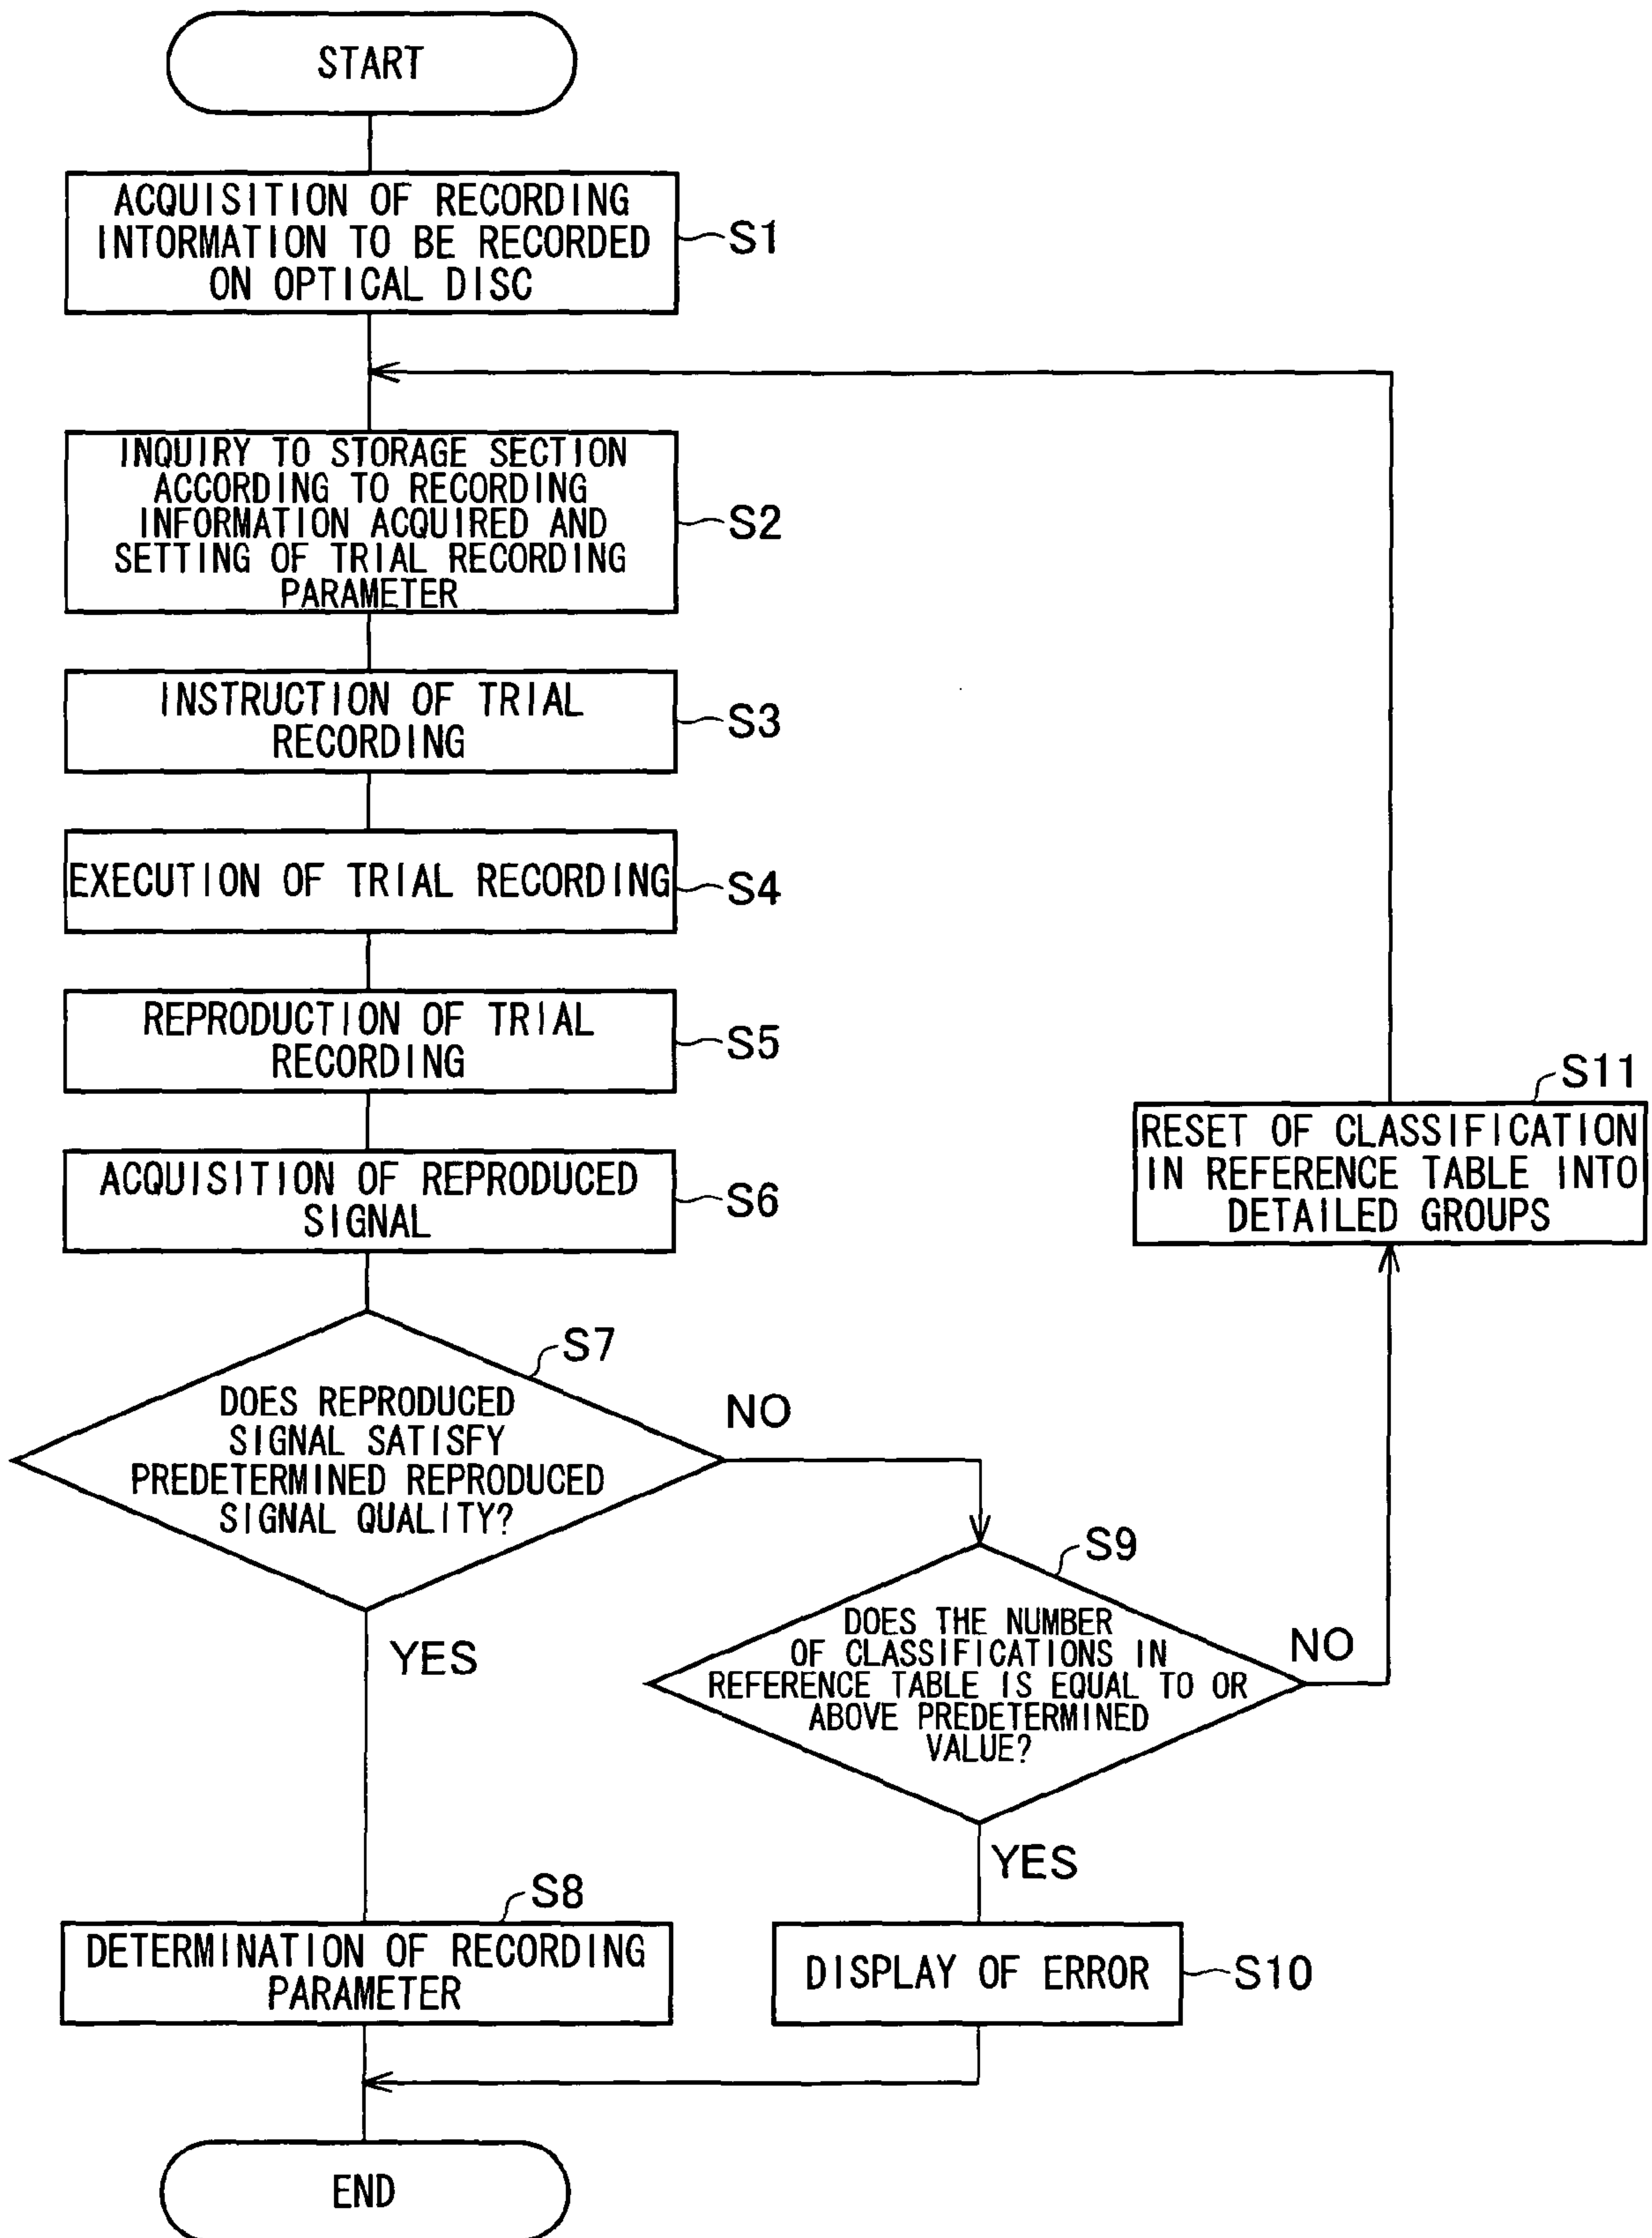 START
ACQUISITION OF RECORDING
INTORMATION TO BE RECORDED
ON OPTICAL DISC
S1
INQUIRY TO STORAGE SECTION
ACCORDING TO RECORDING
INFORMATION ACQUIRED AND
SETTING OF TRIAL RECORDING
PARAMETER
S2
INSTRUCTION OF TRIAL
RECORDING
S3
EXECUTION OF TRIAL RECORDING
S4
REPRODUCTION OF TRIAL
RECORDING
S5
ACQUISITION OF REPRODUCED
SIGNAL
S6
S11
RESET OF CLASSIFICATION
IN REFERENCE TABLE INTO
DETAILED GROUPS
S7
DOES REPRODUCED
SIGNAL SATISFY
PREDETERMINED REPRODUCED
SIGNAL QUALITY?
NO
YES
S9
DOES THE NUMBER
OF CLASSIFICATIONS IN
REFERENCE TABLE IS EQUAL TO OR
ABOVE PREDETERMINED
VALUE?
NO
YES
S8
DETERMINATION OF RECORDING
PARAMETER
DISPLAY OF ERROR
S10
END